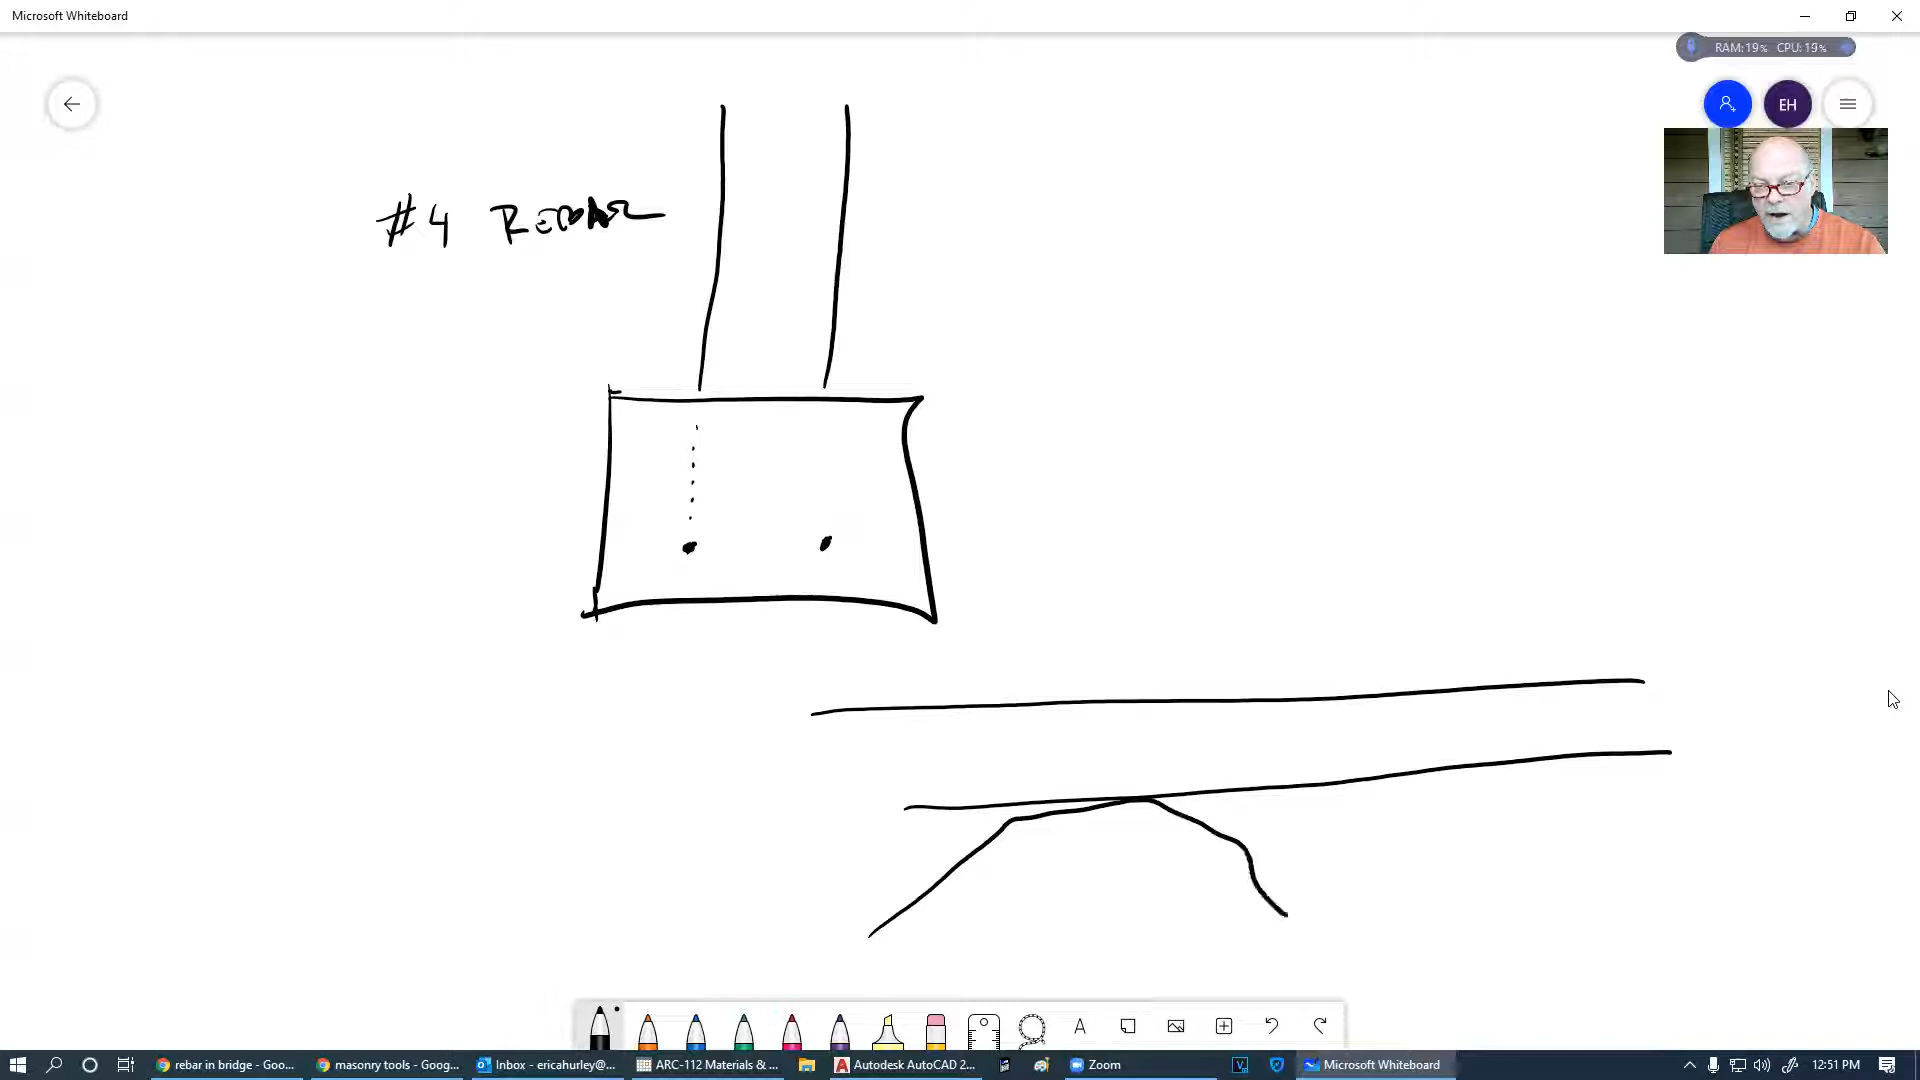 Microsoft Whiteboard
RAM:19% CPU:19%
EH
#4 REBAR
A
rebar in bridge - Goo...
masonry tools - Goog...
Inbox - ericahurley@...
ARC-112 Materials & ...
Autodesk AutoCAD 2...
Zoom
Microsoft Whiteboard
12:51 PM